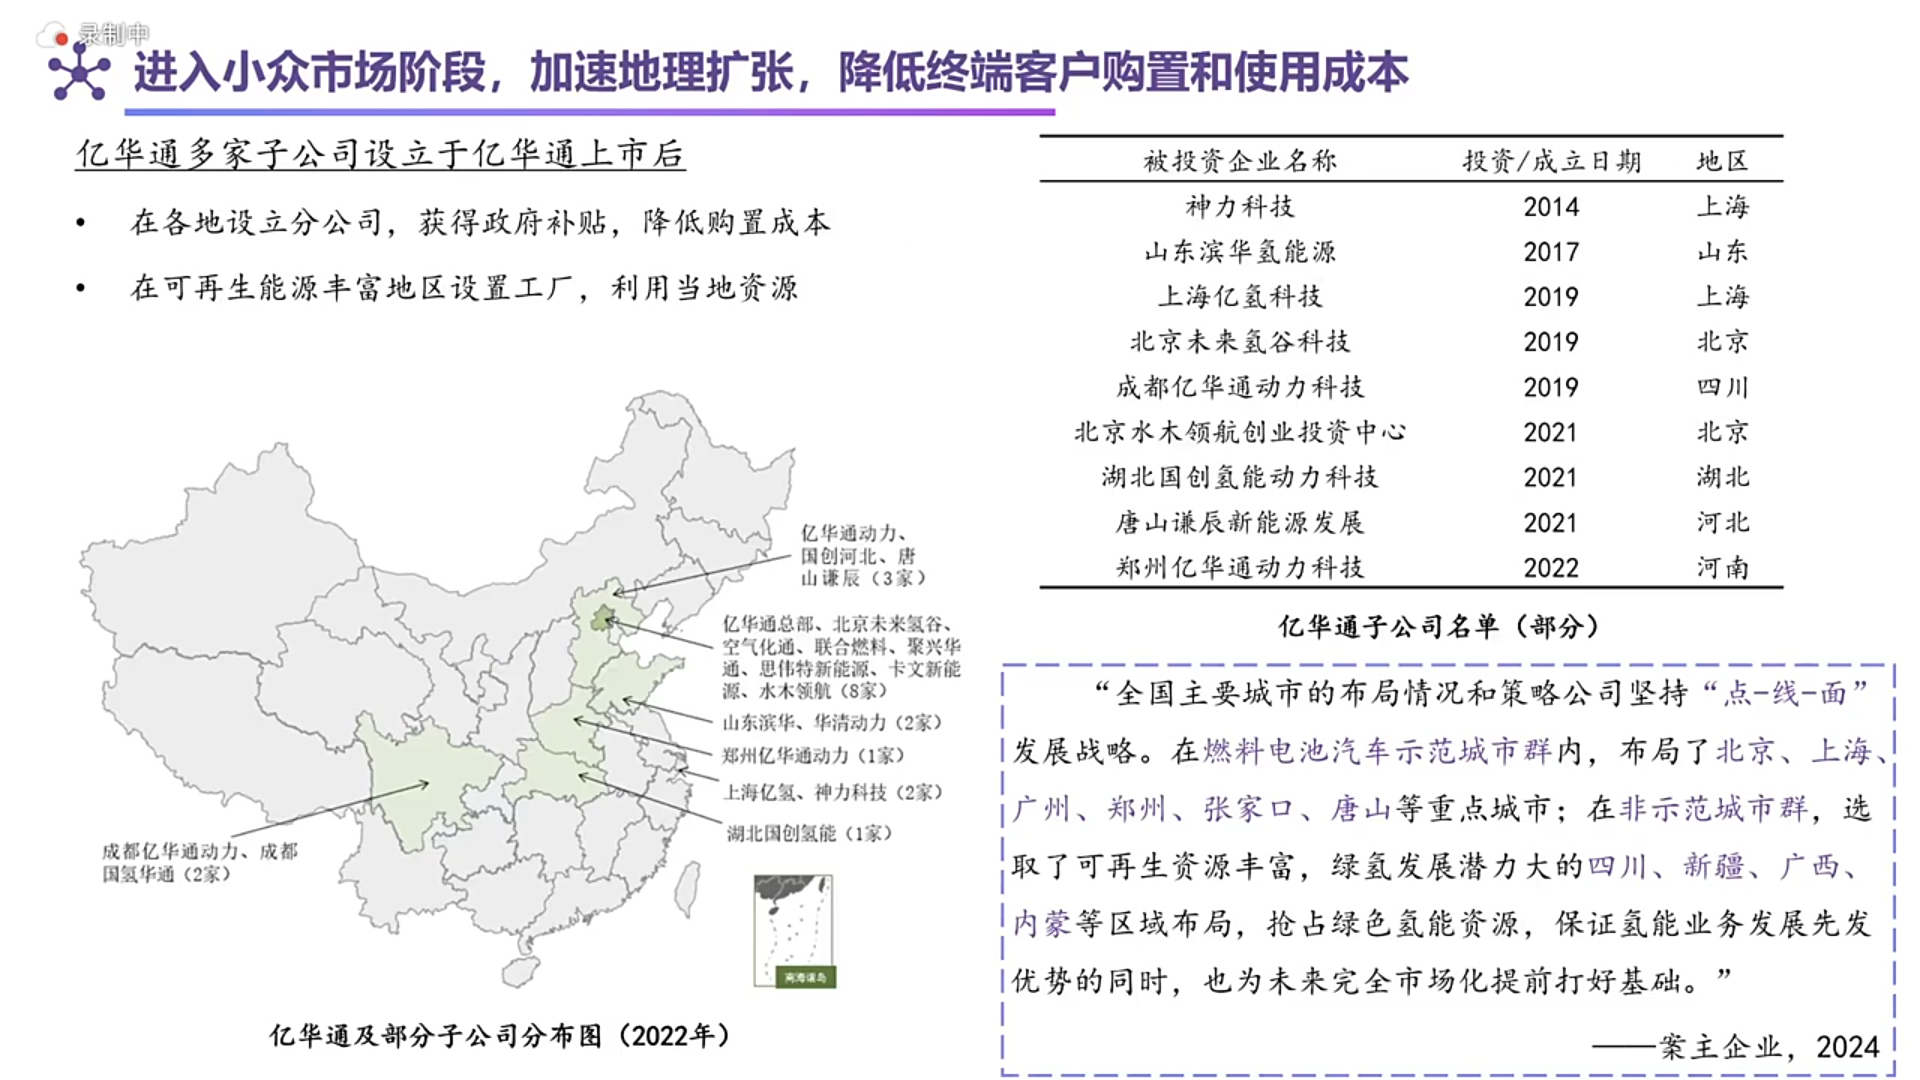 录制中
进入小众市场阶段，加速地理扩张，降低终端客户购置和使用成本
亿华通多家子公司设立于亿华通上市后
• 在各地设立分公司，获得政府补贴，降低购置成本
• 在可再生能源丰富地区设置工厂，利用当地资源
亿华通动力、
国创河北、唐
山谦辰（3家）
亿华通总部、北京未来氢谷、
空气化通、联合燃料、聚兴华
通、思伟特新能源、卡文新能
源、水木领航（8家）
山东滨华、华清动力（2家）
郑州亿华通动力（1家）
上海亿氢、神力科技（2家）
湖北国创氢能（1家）
成都亿华通动力、成都
国氢华通（2家）
南海诸岛
亿华通及部分子公司分布图（2022年）
被投资企业名称 投资/成立日期 地区
神力科技 2014 上海
山东滨华氢能源 2017 山东
上海亿氢科技 2019 上海
北京未来氢谷科技 2019 北京
成都亿华通动力科技 2019 四川
北京水木领航创业投资中心 2021 北京
湖北国创氢能动力科技 2021 湖北
唐山谦辰新能源发展 2021 河北
郑州亿华通动力科技 2022 河南
亿华通子公司名单（部分）
“全国主要城市的布局情况和策略公司坚持“点-线-面”
发展战略。在燃料电池汽车示范城市群内，布局了北京、上海、
广州、郑州、张家口、唐山等重点城市；在非示范城市群，选
取了可再生资源丰富，绿氢发展潜力大的四川、新疆、广西、
内蒙等区域布局，抢占绿色氢能资源，保证氢能业务发展先发
优势的同时，也为未来完全市场化提前打好基础。”
——案主企业，2024